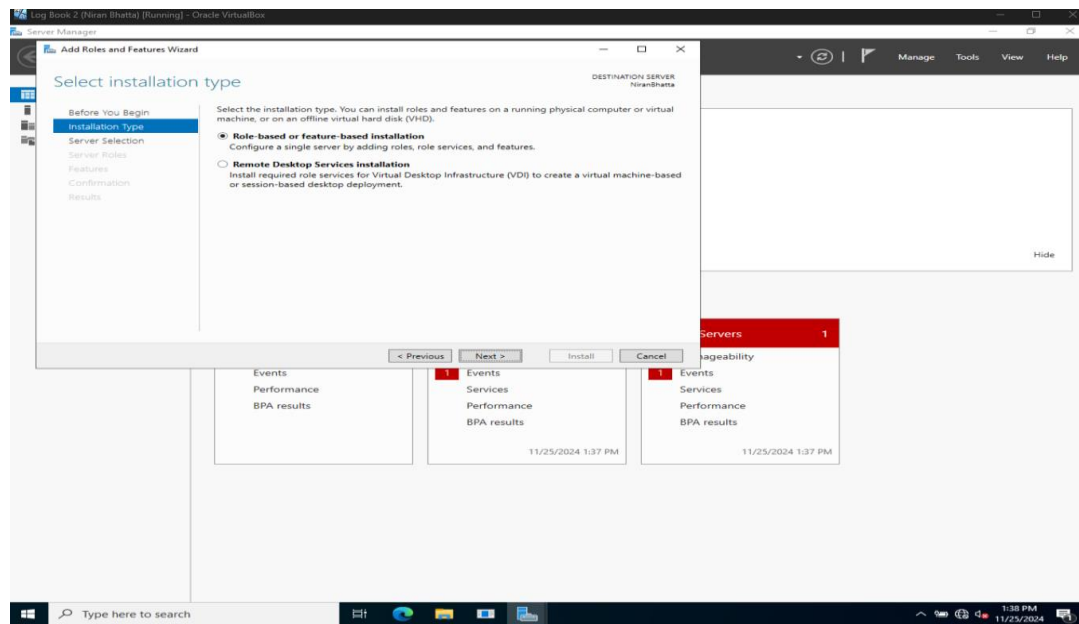 Log Book 2 (Niran Bhatta) [Running] - Oracle VirtualBox
Server Manager
Add Roles and Features Wizard
Manage Tools View Help
Select installation type
DESTINATION SERVER
NiranBhatta
Before You Begin
Installation Type
Server Selection
Server Roles
Features
Confirmation
Results
Select the installation type. You can install roles and features on a running physical computer or virtual
machine, or on an offline virtual hard disk (VHD).
Role-based or feature-based installation
Configure a single server by adding roles, role services, and features.
Remote Desktop Services installation
Install required role services for Virtual Desktop Infrastructure (VDI) to create a virtual machine-based
or session-based desktop deployment.
Hide
< Previous Next > Install Cancel
Servers 1
nageability
Events
Performance
BPA results
1 Events
Services
Performance
BPA results
11/25/2024 1:37 PM
1 Events
Services
Performance
BPA results
11/25/2024 1:37 PM
Type here to search
1:38 PM
11/25/2024
1